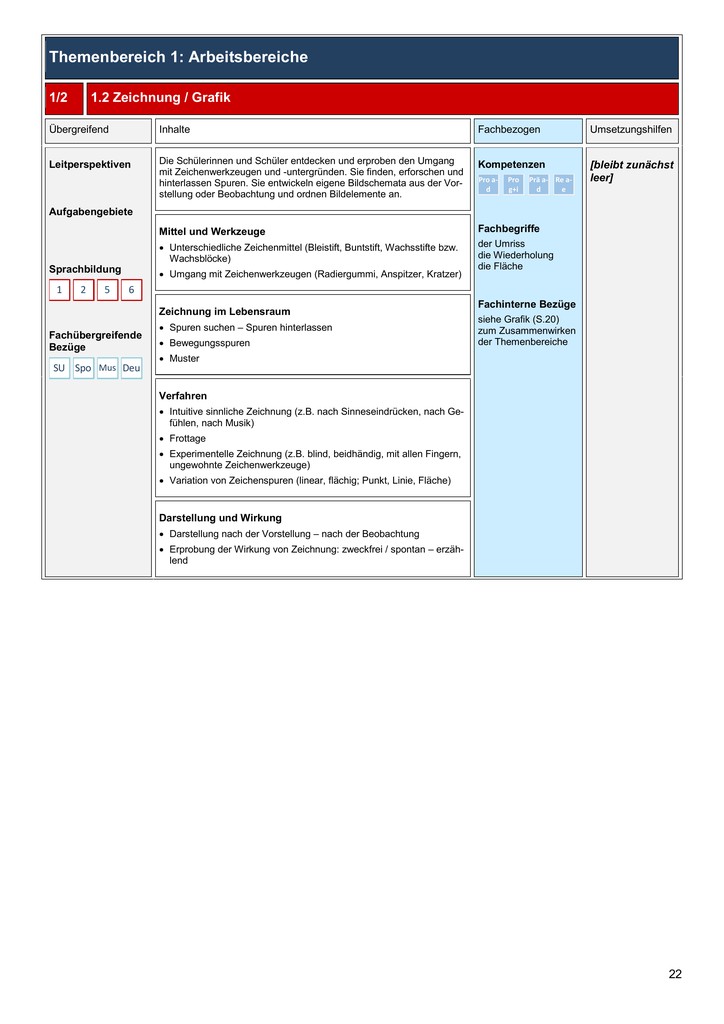 Themenbereich 1: Arbeitsbereiche
1/2
1.2 Zeichnung / Grafik
Übergreifend
Inhalte
Fachbezogen
Umsetzungshilfen
Leitperspektiven
Aufgabengebiete
Sprachbildung
1 2 5 6
Fachübergreifende
Bezüge
SU Spo Mus Deu
Die Schülerinnen und Schüler entdecken und erproben den Umgang
mit Zeichenwerkzeugen und -untergründen. Sie finden, erforschen und
hinterlassen Spuren. Sie entwickeln eigene Bildschemata aus der Vor-
stellung oder Beobachtung und ordnen Bildelemente an.
Mittel und Werkzeuge
• Unterschiedliche Zeichenmittel (Bleistift, Buntstift, Wachsstifte bzw.
Wachsblöcke)
• Umgang mit Zeichenwerkzeugen (Radiergummi, Anspitzer, Kratzer)
Zeichnung im Lebensraum
• Spuren suchen – Spuren hinterlassen
• Bewegungsspuren
• Muster
Verfahren
• Intuitive sinnliche Zeichnung (z.B. nach Sinneseindrücken, nach Ge-
fühlen, nach Musik)
• Frottage
• Experimentelle Zeichnung (z.B. blind, beidhändig, mit allen Fingern,
ungewohnte Zeichenwerkzeuge)
• Variation von Zeichenspuren (linear, flächig; Punkt, Linie, Fläche)
Darstellung und Wirkung
• Darstellung nach der Vorstellung – nach der Beobachtung
• Erprobung der Wirkung von Zeichnung: zweckfrei / spontan – erzäh-
lend
Kompetenzen
Pro a- Pro Prä a- Re a-
d g+i d e
Fachbegriffe
der Umriss
die Wiederholung
die Fläche
Fachinterne Bezüge
siehe Grafik (S.20)
zum Zusammenwirken
der Themenbereiche
[bleibt zunächst
leer]
22